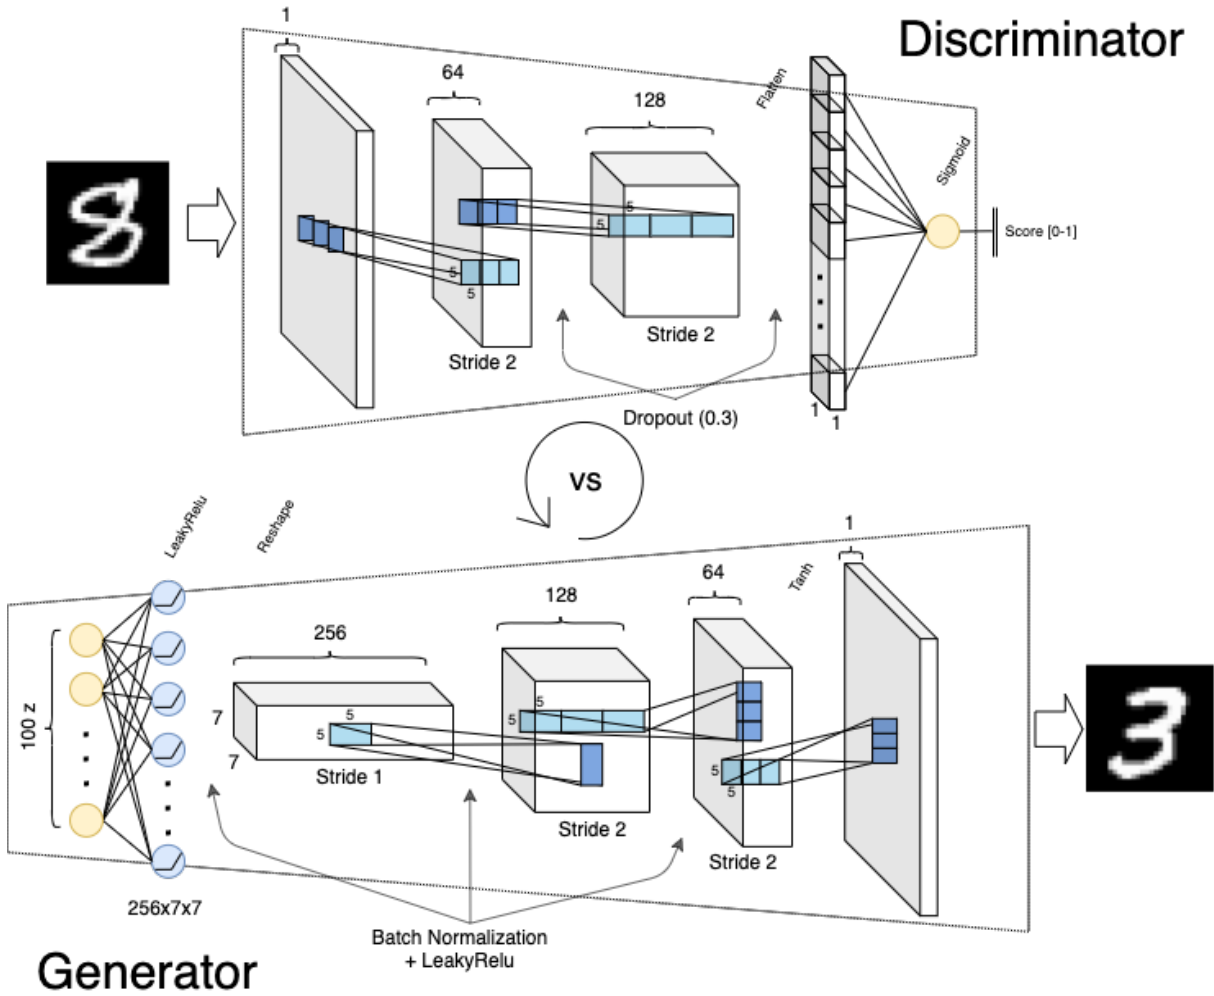 Discriminator
1
64
128
Flatten
Sigmoid
5
5
5
5
Score [0-1]
Stride 2
Stride 2
Dropout (0.3)
1
1
VS
LeakyRelu
Reshape
1
64
Tanh
128
256
100 z
7
7
5
5
5
5
5
5
Stride 1
Stride 2
Stride 2
256x7x7
Batch Normalization
+ LeakyRelu
Generator
8
3